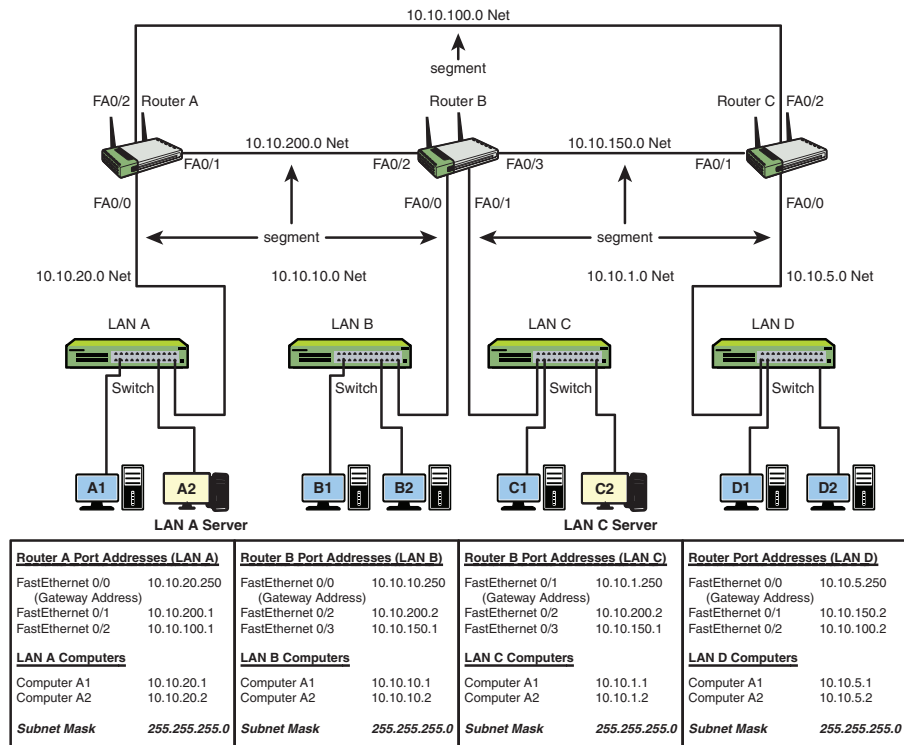 10.10.100.0 Net
segment
FA0/2 Router A
Router B
Router C FA0/2
10.10.200.0 Net
10.10.150.0 Net
FA0/1
FA0/2
FA0/3
FA0/1
FA0/0
FA0/0
FA0/1
FA0/0
segment
segment
10.10.20.0 Net
10.10.10.0 Net
10.10.1.0 Net
10.10.5.0 Net
LAN A
LAN B
LAN C
LAN D
Switch
Switch
Switch
Switch
A1
A2
B1
B2
C1
C2
D1
D2
LAN A Server
LAN C Server
Router A Port Addresses (LAN A)
FastEthernet 0/0 10.10.20.250
(Gateway Address)
FastEthernet 0/1 10.10.200.1
FastEthernet 0/2 10.10.100.1
LAN A Computers
Computer A1 10.10.20.1
Computer A2 10.10.20.2
Subnet Mask 255.255.255.0
Router B Port Addresses (LAN B)
FastEthernet 0/0 10.10.10.250
(Gateway Address)
FastEthernet 0/2 10.10.200.2
FastEthernet 0/3 10.10.150.1
LAN B Computers
Computer A1 10.10.10.1
Computer A2 10.10.10.2
Subnet Mask 255.255.255.0
Router B Port Addresses (LAN C)
FastEthernet 0/1 10.10.1.250
(Gateway Address)
FastEthernet 0/2 10.10.200.2
FastEthernet 0/3 10.10.150.1
LAN C Computers
Computer A1 10.10.1.1
Computer A2 10.10.1.2
Subnet Mask 255.255.255.0
Router Port Addresses (LAN D)
FastEthernet 0/0 10.10.5.250
(Gateway Address)
FastEthernet 0/1 10.10.150.2
FastEthernet 0/2 10.10.100.2
LAN D Computers
Computer A1 10.10.5.1
Computer A2 10.10.5.2
Subnet Mask 255.255.255.0